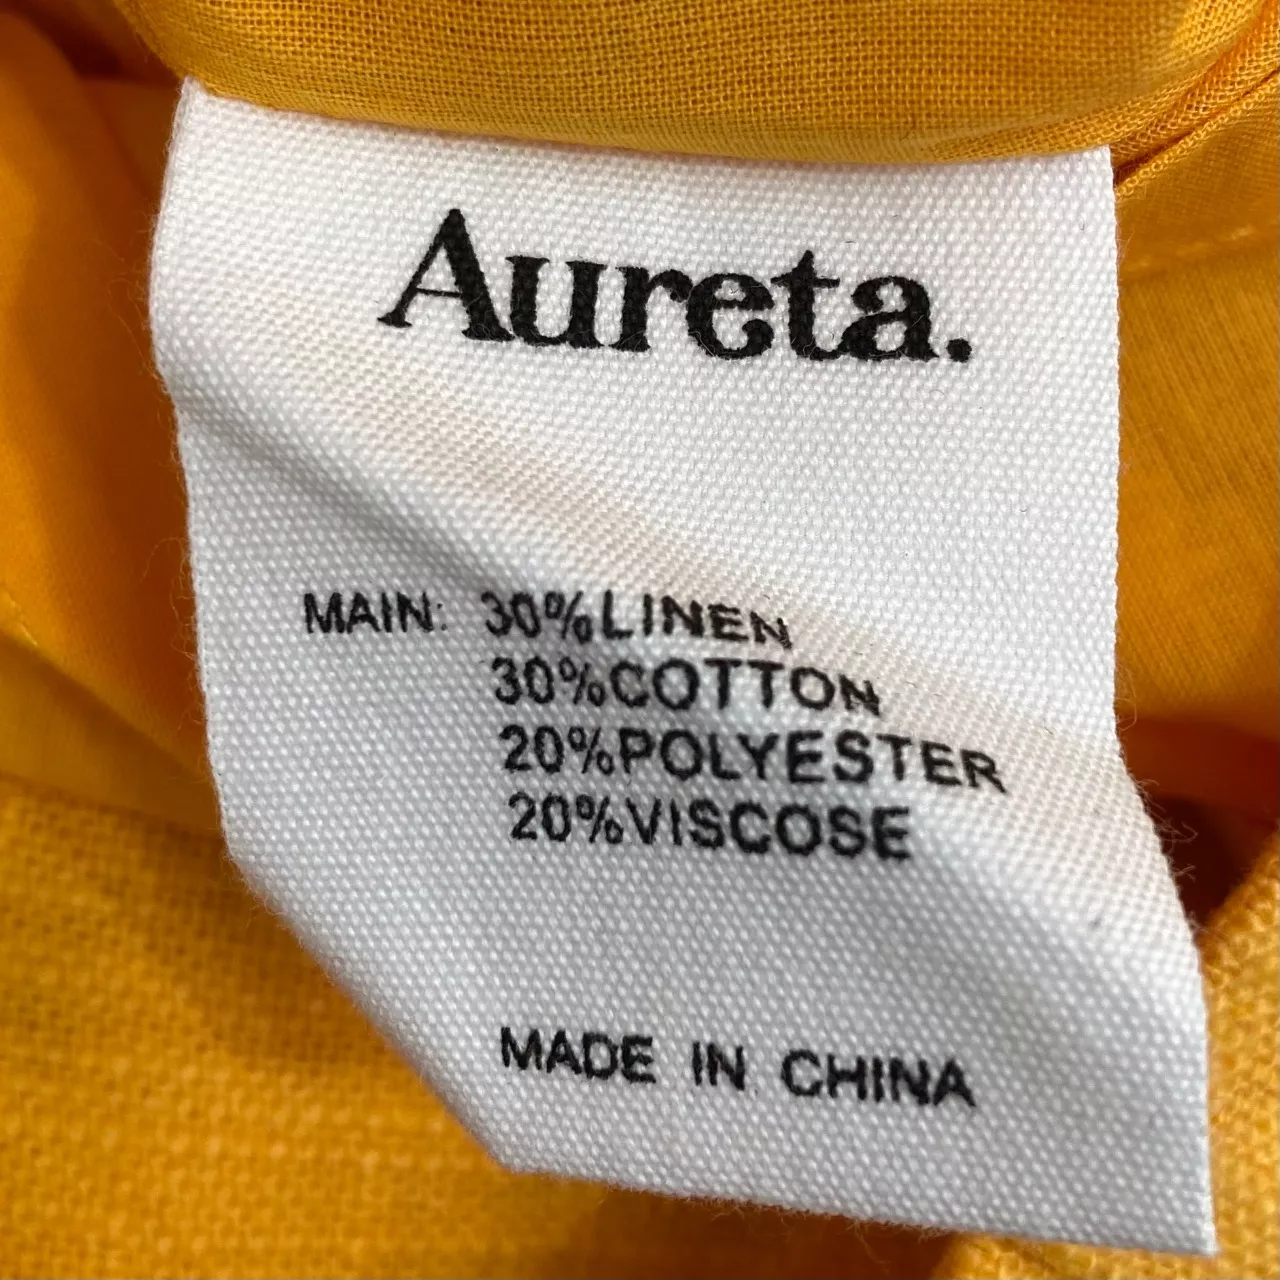 Aureta.
MAIN: 30%LINEN
30%COTTON
20%POLYESTER
20%VISCOSE
MADE IN CHINA